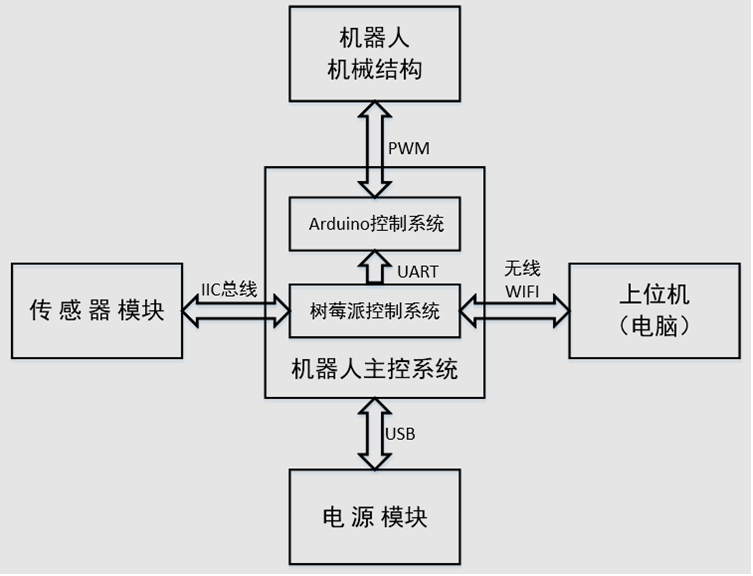 机器人
机械结构
PWM
Arduino控制系统
UART
传感器模块
IIC总线
树莓派控制系统
无线
WIFI
上位机
（电脑）
机器人主控系统
USB
电源模块